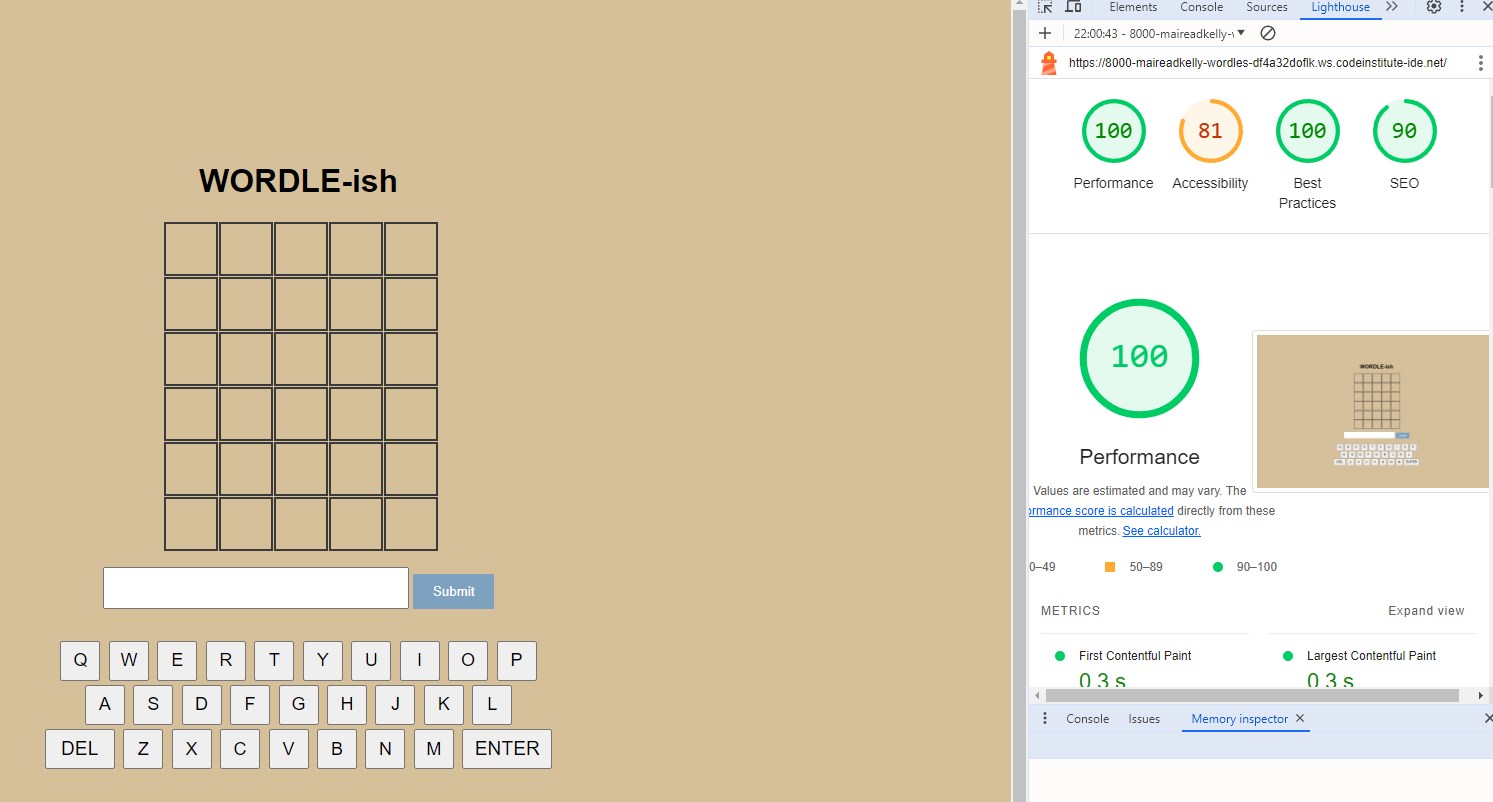 WORDLE-ish
Submit
Q W E R T Y U I O P
A S D F G H J K L
DEL Z X C V B N M ENTER
Elements Console Sources Lighthouse
22:00:43 - 8000-maireadkelly-
https://8000-maireadkelly-wordles-df4a32doflk.ws.codeinstitute-ide.net/
100 81 100 90
Performance Accessibility Best Practices SEO
100
Performance
WORDLE-ish
Values are estimated and may vary. The
ormance score is calculated directly from these
metrics. See calculator.
0–49 50–89 90–100
METRICS Expand view
First Contentful Paint Largest Contentful Paint
0.3 s 0.3 s
Console Issues Memory inspector